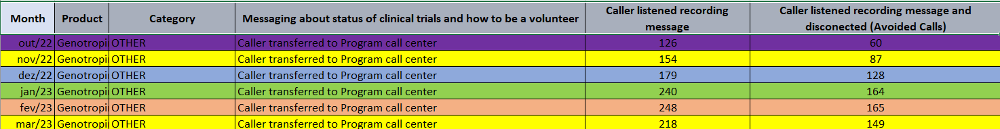 Month Product Category Messaging about status of clinical trials and how to be a volunteer Caller listened recording message Caller listened recording message and disconected (Avoided Calls)
out/22 Genotropi OTHER Caller transferred to Program call center 126 60
nov/22 Genotropi OTHER Caller transferred to Program call center 154 87
dez/22 Genotropi OTHER Caller transferred to Program call center 179 128
jan/23 Genotropi OTHER Caller transferred to Program call center 240 164
fev/23 Genotropi OTHER Caller transferred to Program call center 248 165
mar/23 Genotropi OTHER Caller transferred to Program call center 218 149